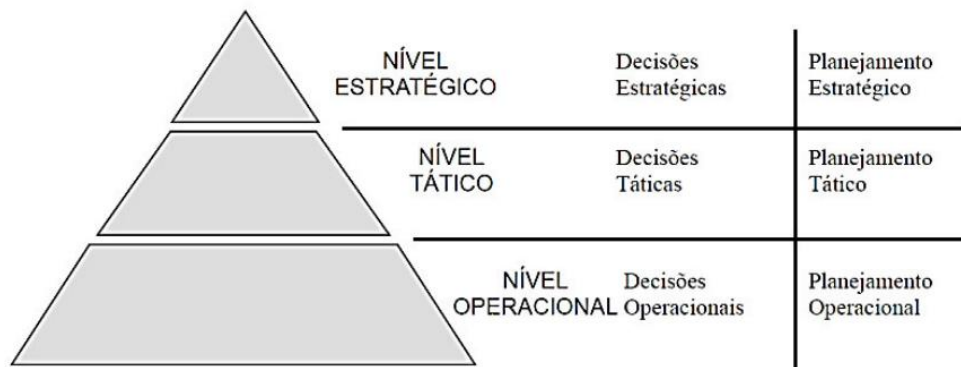 NÍVEL
ESTRATÉGICO
Decisões
Estratégicas
Planejamento
Estratégico
NÍVEL
TÁTICO
Decisões
Táticas
Planejamento
Tático
NÍVEL
OPERACIONAL
Decisões
Operacionais
Planejamento
Operacional